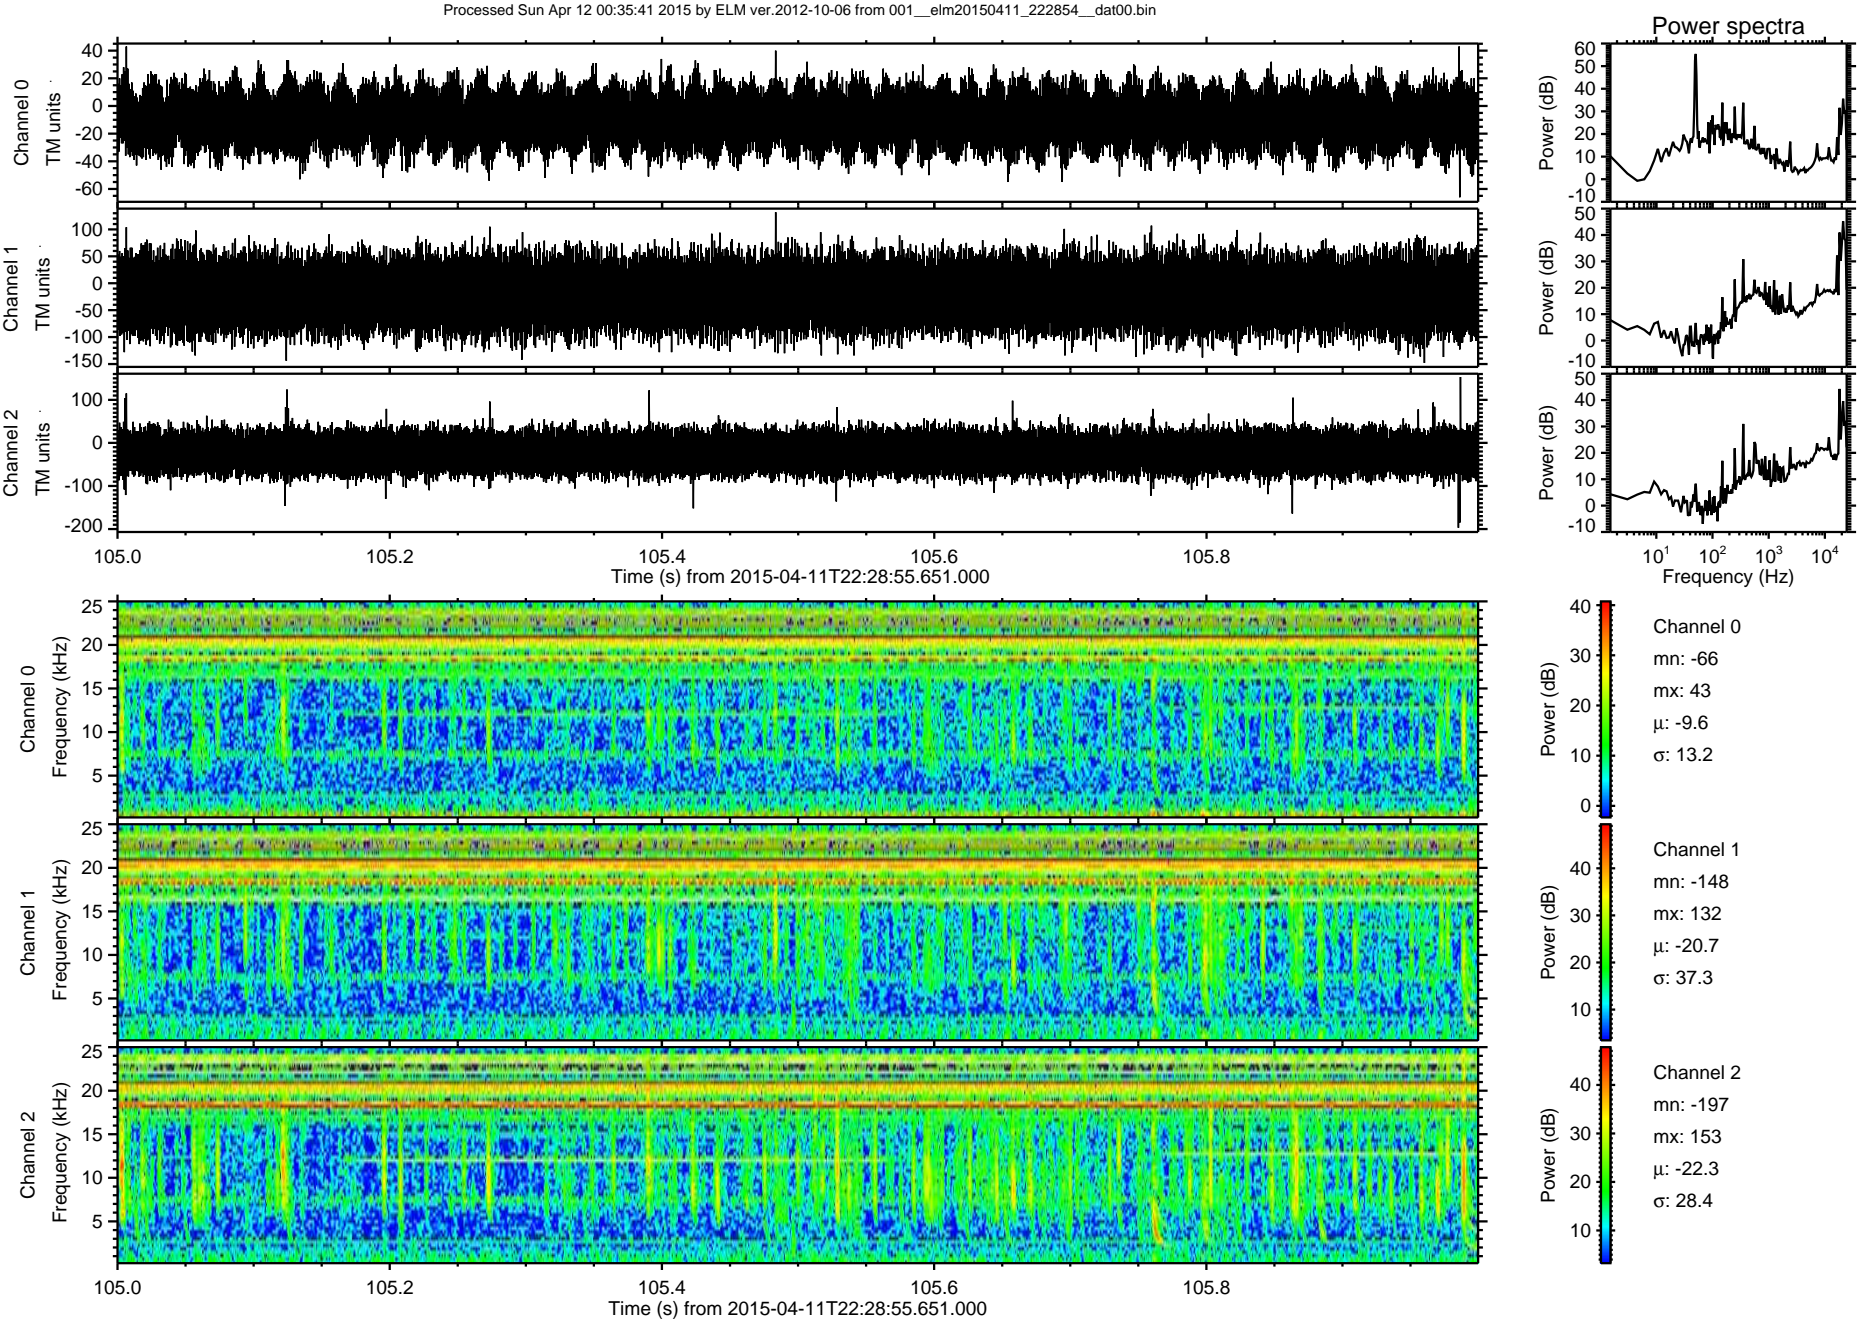 Processed Sun Apr 12 00:35:41 2015 by ELM ver.2012-10-06 from 001__elm20150411_222854__dat00.bin
Power spectra
Channel 0
TM units
40
20
0
-20
-40
-60
Power (dB)
60
50
40
30
20
10
0
-10
Channel 1
TM units
100
50
0
-50
-100
-150
Power (dB)
50
40
30
20
10
0
-10
Channel 2
TM units
100
0
-100
-200
Power (dB)
50
40
30
20
10
0
-10
105.0 105.2 105.4 105.6 105.8
Time (s) from 2015-04-11T22:28:55.651.000
10^1 10^2 10^3 10^4
Frequency (Hz)
Channel 0
Frequency (kHz)
25
20
15
10
5
Power (dB)
40
30
20
10
0
Channel 0
mn: -66
mx: 43
µ: -9.6
σ: 13.2
Channel 1
Frequency (kHz)
25
20
15
10
5
Power (dB)
40
30
20
10
Channel 1
mn: -148
mx: 132
µ: -20.7
σ: 37.3
Channel 2
Frequency (kHz)
25
20
15
10
5
Power (dB)
40
30
20
10
Channel 2
mn: -197
mx: 153
µ: -22.3
σ: 28.4
105.0 105.2 105.4 105.6 105.8
Time (s) from 2015-04-11T22:28:55.651.000